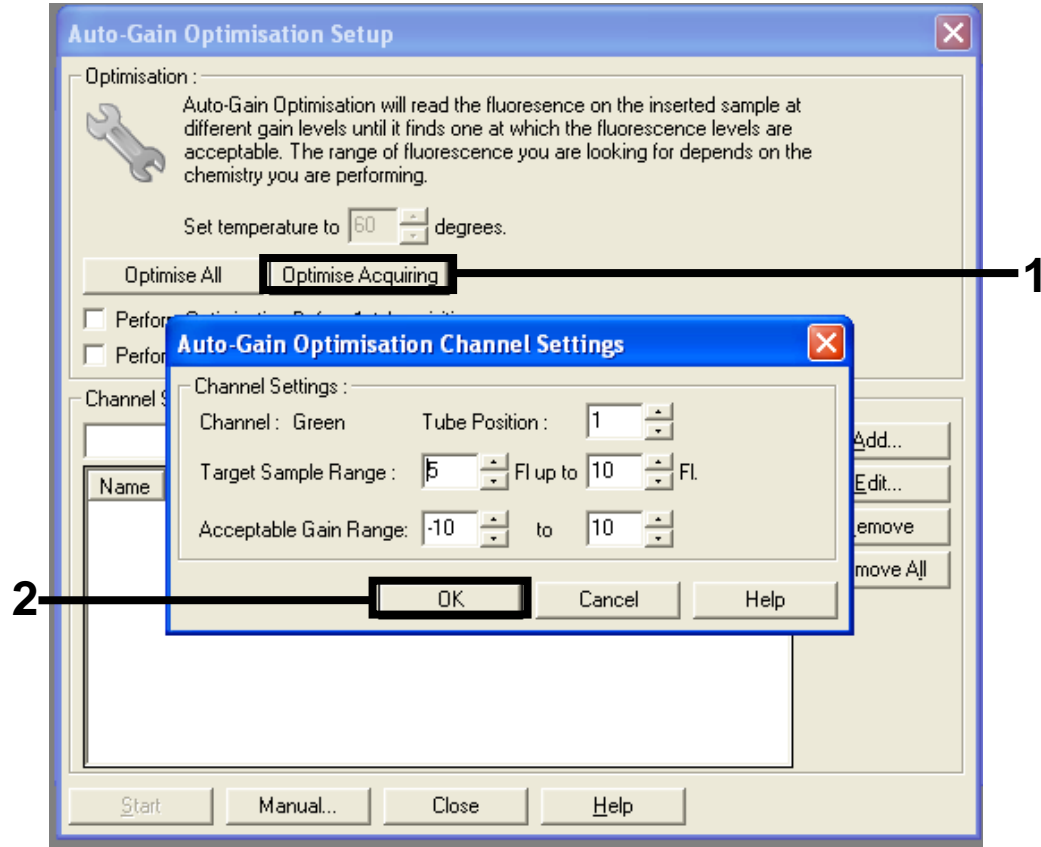 Auto-Gain Optimisation Setup
Optimisation :
Auto-Gain Optimisation will read the fluoresence on the inserted sample at
different gain levels until it finds one at which the fluorescence levels are
acceptable. The range of fluorescence you are looking for depends on the
chemistry you are performing.
Set temperature to 60 degrees.
Optimise All Optimise Acquiring 1
Perfor
Auto-Gain Optimisation Channel Settings
Perfor
Channel Settings :
Channel S
Channel : Green Tube Position : 1
Add...
Target Sample Range : 5 Fl up to 10 Fl.
Name Edit...
Acceptable Gain Range: -10 to 10
emove
move All
2 OK Cancel Help
Start Manual... Close Help